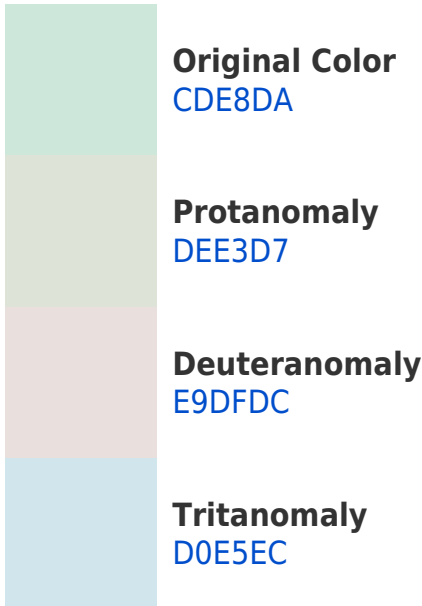 Original Color
CDE8DA
Protanomaly
DEE3D7
Deuteranomaly
E9DFDC
Tritanomaly
D0E5EC